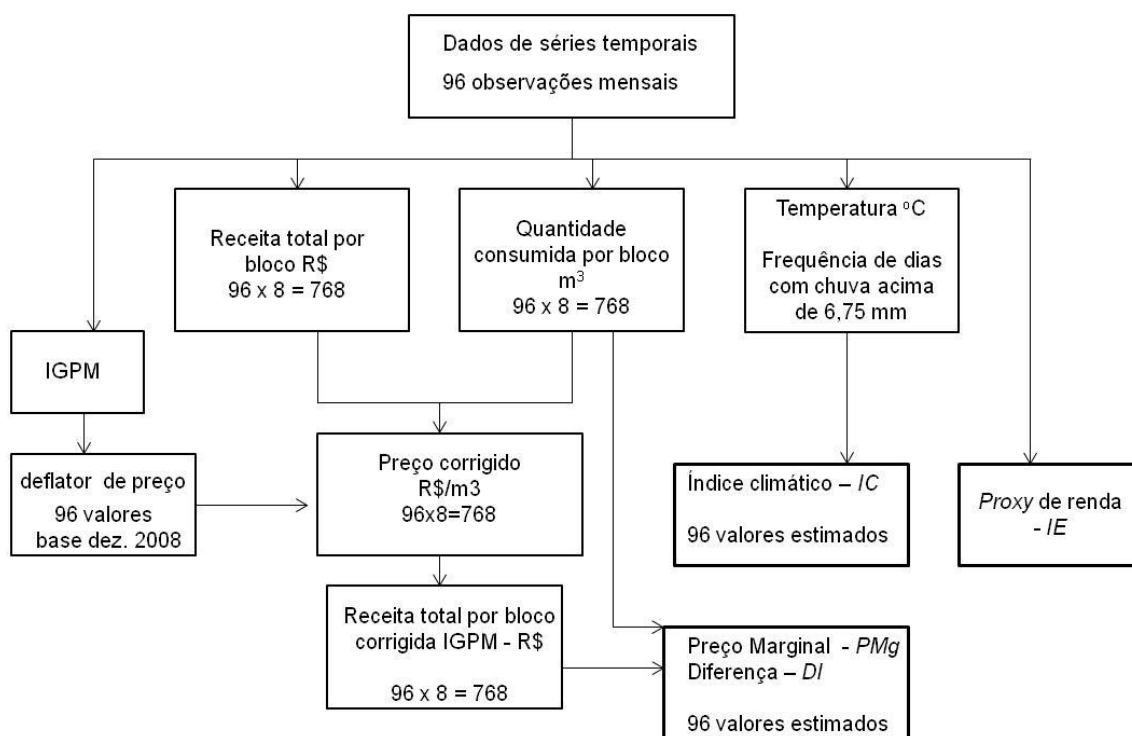 Dados de séries temporais
96 observações mensais
Receita total por
bloco R$
96 x 8 = 768
Quantidade
consumida por bloco
m³
96 x 8 = 768
Temperatura ºC
Frequência de dias
com chuva acima
de 6,75 mm
IGPM
deflator de preço
96 valores
base dez. 2008
Preço corrigido
R$/m3
96x8=768
Índice climático – IC
96 valores estimados
Proxy de renda
- IE
Receita total por bloco
corrigida IGPM - R$
96 x 8 = 768
Preço Marginal - PMg
Diferença – DI
96 valores estimados